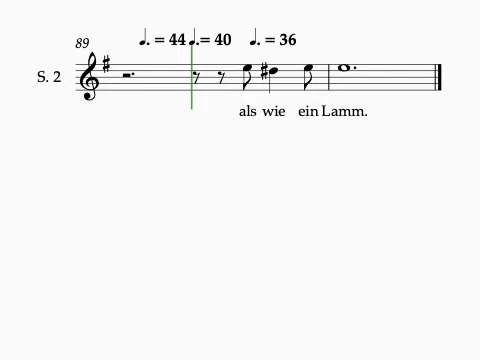 89
♩. = 44 ♩. = 40 ♩. = 36
S. 2
als wie ein Lamm.